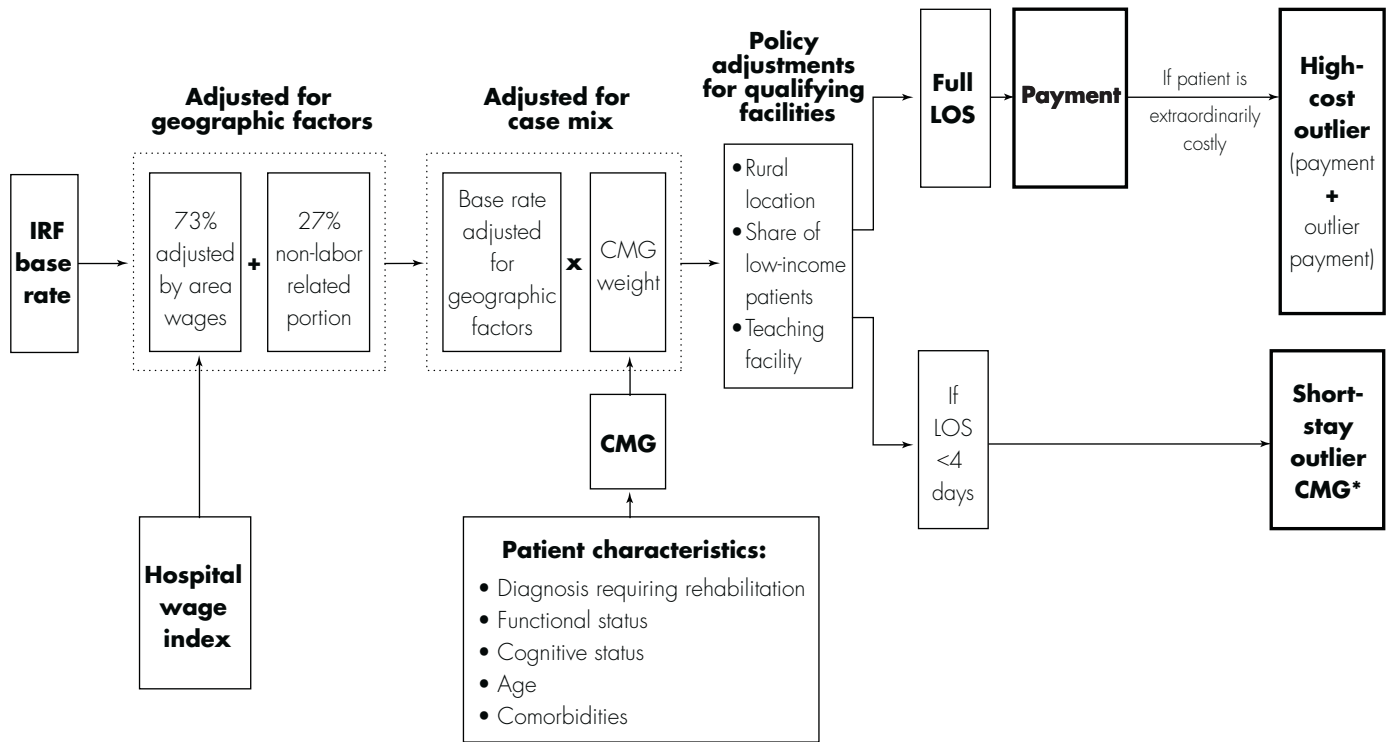 IRF
base
rate
Adjusted for
geographic factors
73%
adjusted
by area
wages
+
27%
non-labor
related
portion
Hospital
wage
index
Adjusted for
case mix
Base rate
adjusted
for
geographic
factors
x
CMG
weight
CMG
Patient characteristics:
• Diagnosis requiring rehabilitation
• Functional status
• Cognitive status
• Age
• Comorbidities
Policy
adjustments
for qualifying
facilities
• Rural
location
• Share of
low-income
patients
• Teaching
facility
Full
LOS
Payment
If patient is
extraordinarily
costly
High-
cost
outlier
(payment
+
outlier
payment)
If
LOS
<4
days
Short-
stay
outlier
CMG*